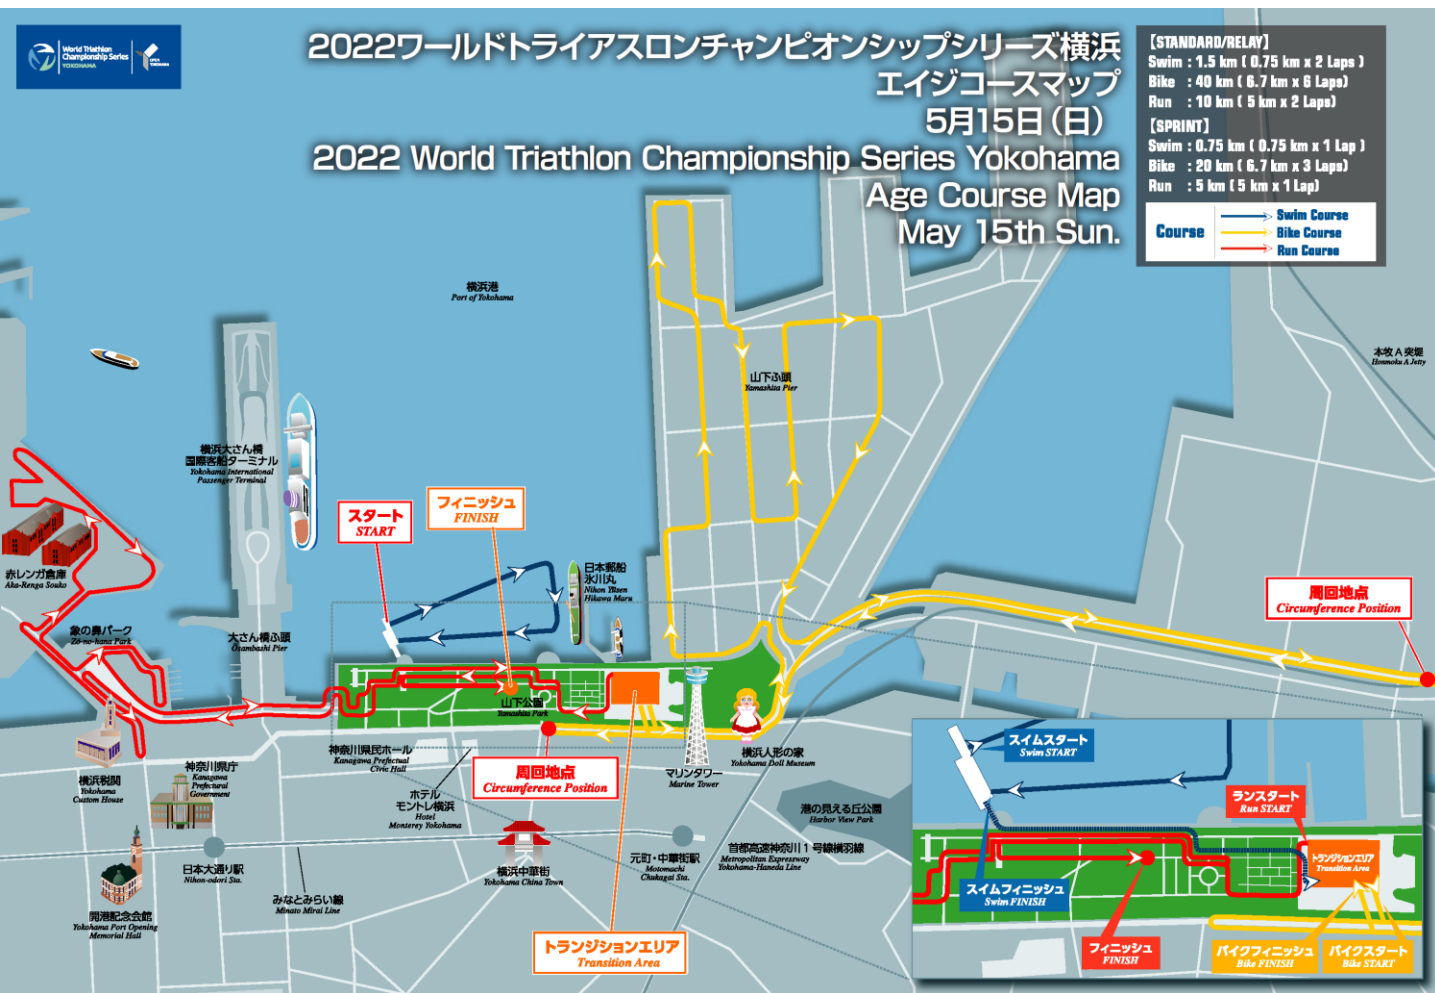 World Triathlon
Championship Series
YOKOHAMA
2022ワールドトライアスロンチャンピオンシップシリーズ横浜
エイジコースマップ
5月15日(日)
2022 World Triathlon Championship Series Yokohama
Age Course Map
May 15th Sun.
【STANDARD/RELAY】
Swim : 1.5 km ( 0.75 km x 2 Laps )
Bike : 40 km ( 6.7 km x 6 Laps)
Run : 10 km ( 5 km x 2 Laps)
【SPRINT】
Swim : 0.75 km ( 0.75 km x 1 Lap )
Bike : 20 km ( 6.7 km x 3 Laps)
Run : 5 km ( 5 km x 1 Lap)
Course
Swim Course
Bike Course
Run Course
横浜港
Port of Yokohama
本牧A突堤
Honmoku A Jetty
山下ふ頭
Yamashita Pier
横浜大さん橋
国際客船ターミナル
Yokohama International
Passenger Terminal
スタート
START
フィニッシュ
FINISH
日本郵船
氷川丸
Nihon Yûsen
Hikawa Maru
赤レンガ倉庫
Aka-Renga Souko
周回地点
Circumference Position
象の鼻パーク
Zô-no-hana Park
大さん橋ふ頭
Ôsambashi Pier
山下公園
Yamashita Park
神奈川県民ホール
Kanagawa Prefectual
Civic Hall
周回地点
Circumference Position
マリンタワー
Marine Tower
横浜人形の家
Yokohama Doll Museum
横浜税関
Yokohama
Custom House
神奈川県庁
Kanagawa
Prefectural
Government
ホテル
モントレ横浜
Hotel
Monterey Yokohama
港の見える丘公園
Harbor View Park
日本大通り駅
Nihon-odori Sta.
みなとみらい線
Minato Mirai Line
横浜中華街
Yokohama China Town
元町・中華街駅
Motomachi
Chukagai Sta.
首都高速神奈川1号線横羽線
Metropolitan Expressway
Yokohama-Haneda Line
開港記念会館
Yokohama Port Opening
Memorial Hall
トランジションエリア
Transition Area
スイムスタート
Swim START
ランスタート
Run START
トランジションエリア
Transition Area
スイムフィニッシュ
Swim FINISH
フィニッシュ
FINISH
バイクフィニッシュ
Bike FINISH
バイクスタート
Bike START